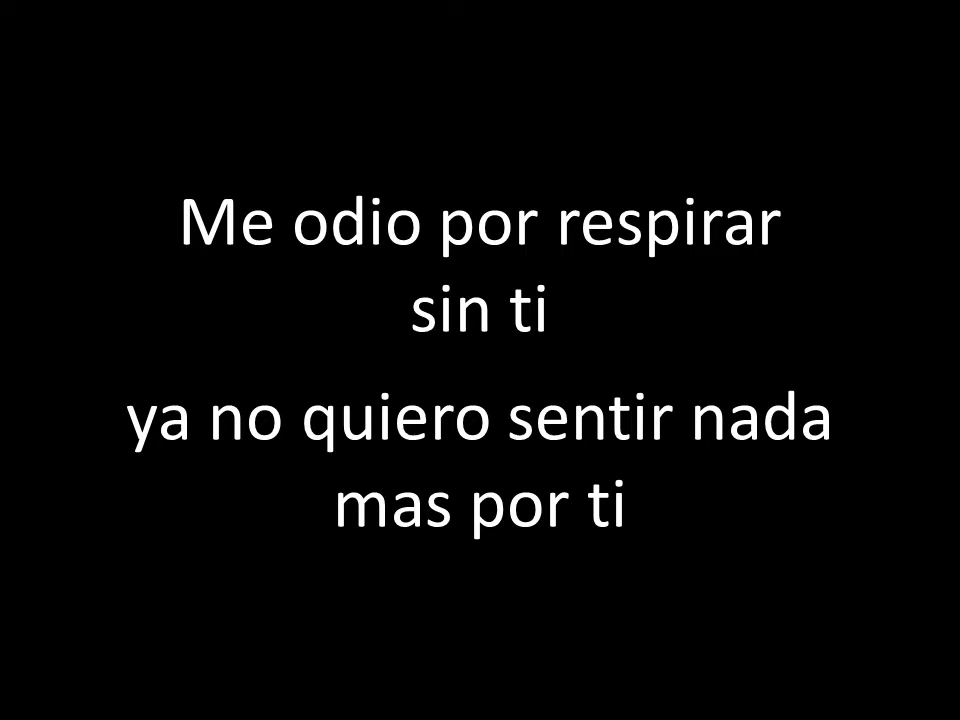 Me odio por respirar
sin ti
ya no quiero sentir nada
mas por ti